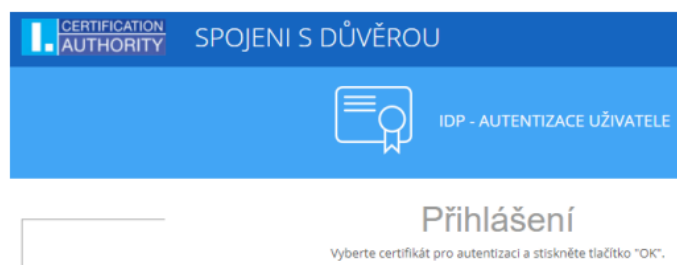 I. CERTIFICATION
AUTHORITY
SPOJENI S DŮVĚROU
IDP - AUTENTIZACE UŽIVATELE
Přihlášení
Vyberte certifikát pro autentizaci a stiskněte tlačítko "OK".